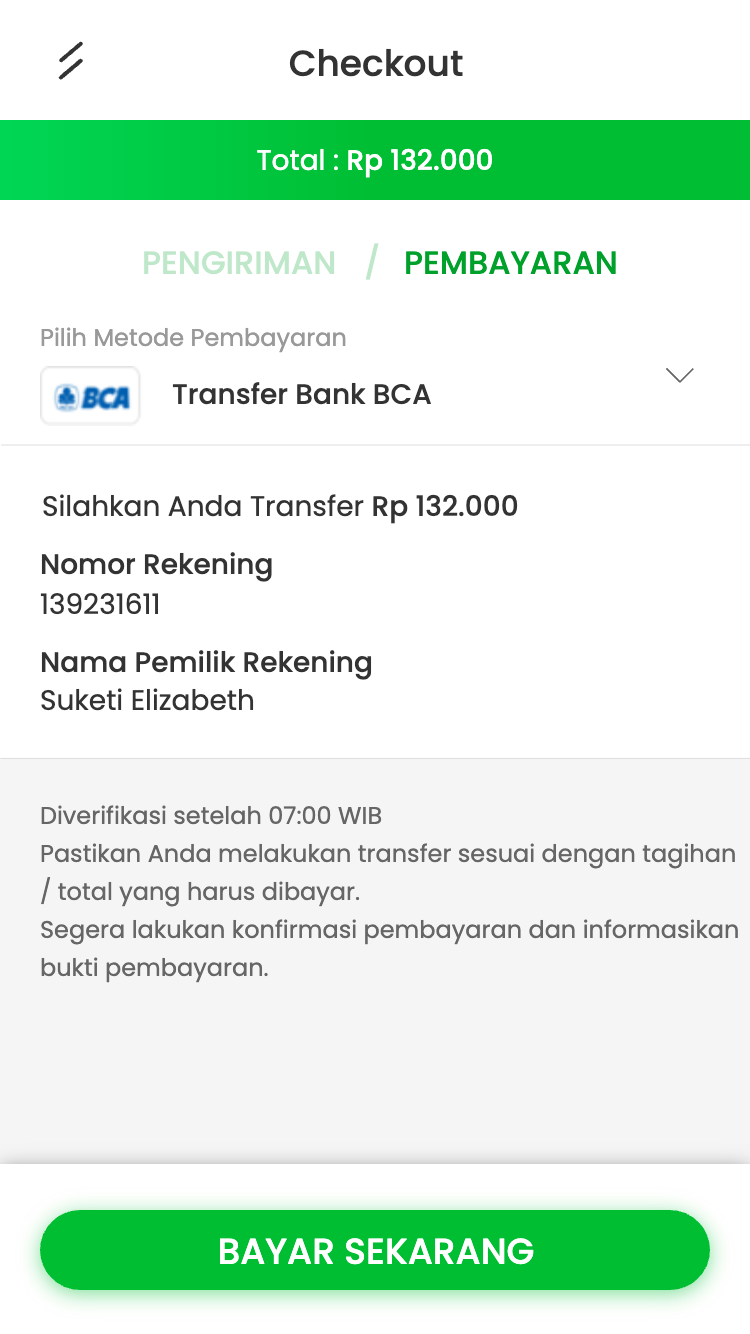 Checkout
Total : Rp 132.000
PENGIRIMAN / PEMBAYARAN
Pilih Metode Pembayaran
BCA Transfer Bank BCA
Silahkan Anda Transfer Rp 132.000
Nomor Rekening
139231611
Nama Pemilik Rekening
Suketi Elizabeth
Diverifikasi setelah 07:00 WIB
Pastikan Anda melakukan transfer sesuai dengan tagihan
/ total yang harus dibayar.
Segera lakukan konfirmasi pembayaran dan informasikan
bukti pembayaran.
BAYAR SEKARANG